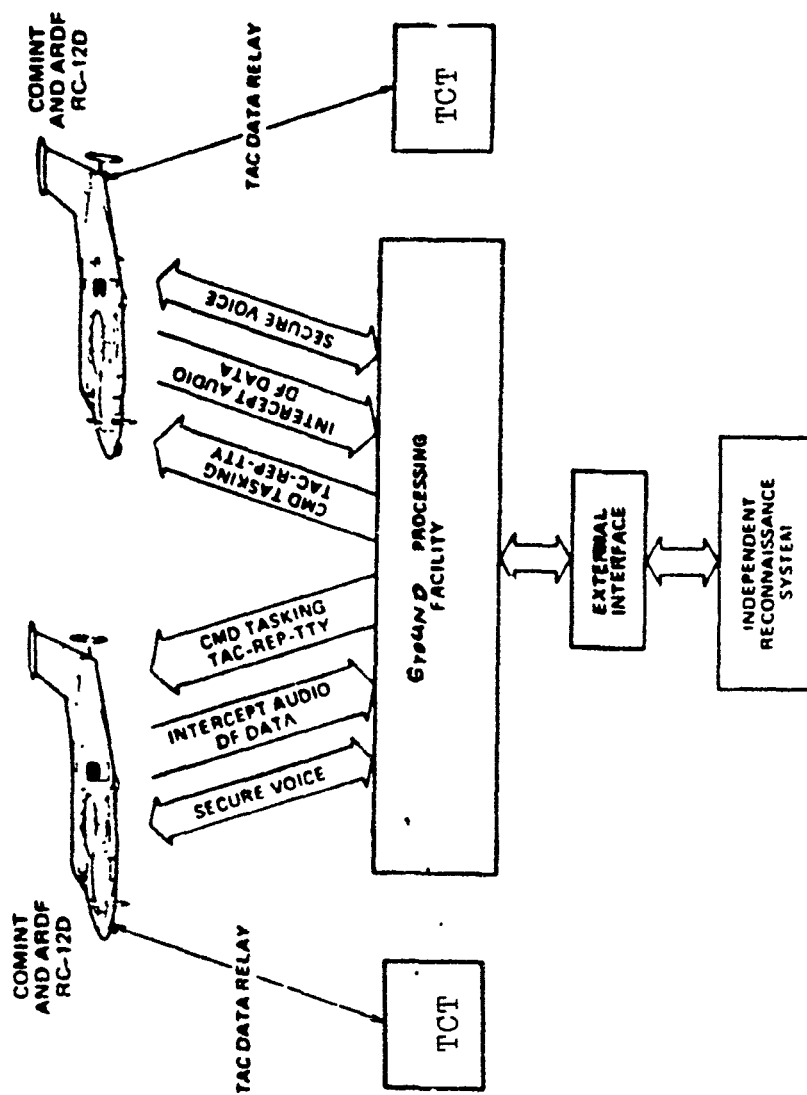 COMINT
AND ARDF
RC-12D
COMINT
AND ARDF
RC-12D
TAC DATA RELAY
TAC DATA RELAY
SECURE VOICE
INTERCEPT AUDIO
DF DATA
CMD TASKING
TAC-REP-TTY
CMD TASKING
TAC-REP-TTY
INTERCEPT AUDIO
DF DATA
SECURE VOICE
TCT
GROUND PROCESSING
FACILITY
TCT
EXTERNAL
INTERFACE
INDEPENDENT
RECONNAISSANCE
SYSTEM